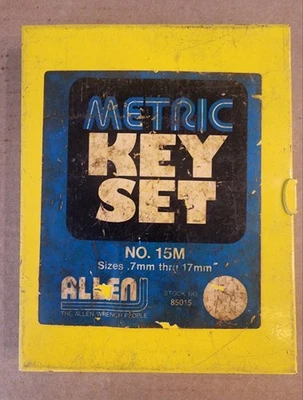 METRIC
KEY
SET
NO. 15M
Sizes .7mm thru 17mm
ALLEN
STOCK NO.
85015
THE ALLEN WRENCH PEOPLE